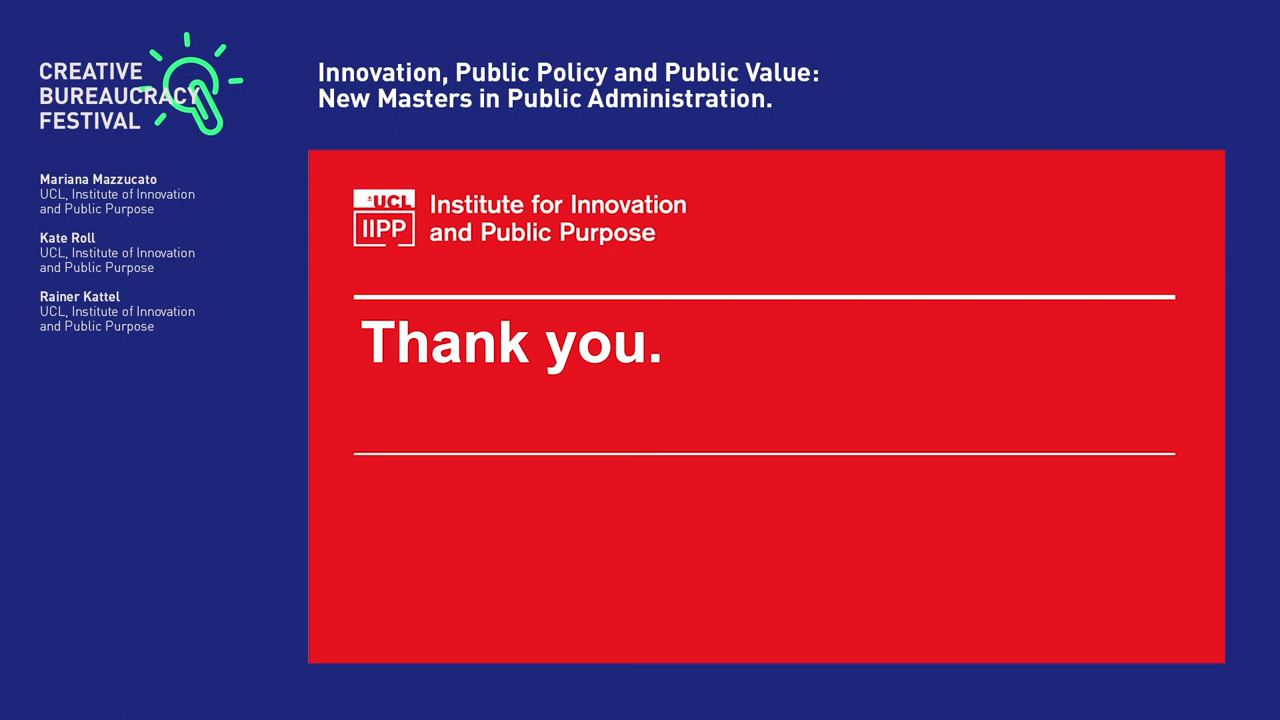 CREATIVE
BUREAUCRACY
FESTIVAL
Innovation, Public Policy and Public Value:
New Masters in Public Administration.
Mariana Mazzucato
UCL, Institute of Innovation
and Public Purpose
Kate Roll
UCL, Institute of Innovation
and Public Purpose
Rainer Kattel
UCL, Institute of Innovation
and Public Purpose
UCL
IIPP
Institute for Innovation
and Public Purpose
Thank you.